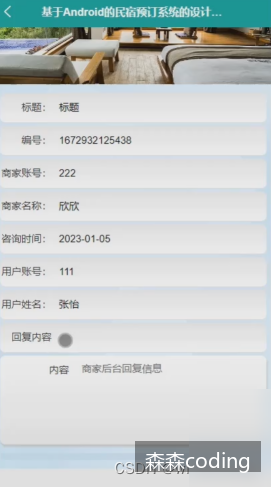 基于Android的民宿预订系统的设计...
标题： 标题
编号： 1672932125438
商家账号： 222
商家名称： 欣欣
咨询时间： 2023-01-05
用户账号： 111
用户姓名： 张怡
回复内容
内容 商家后台回复信息
森森coding